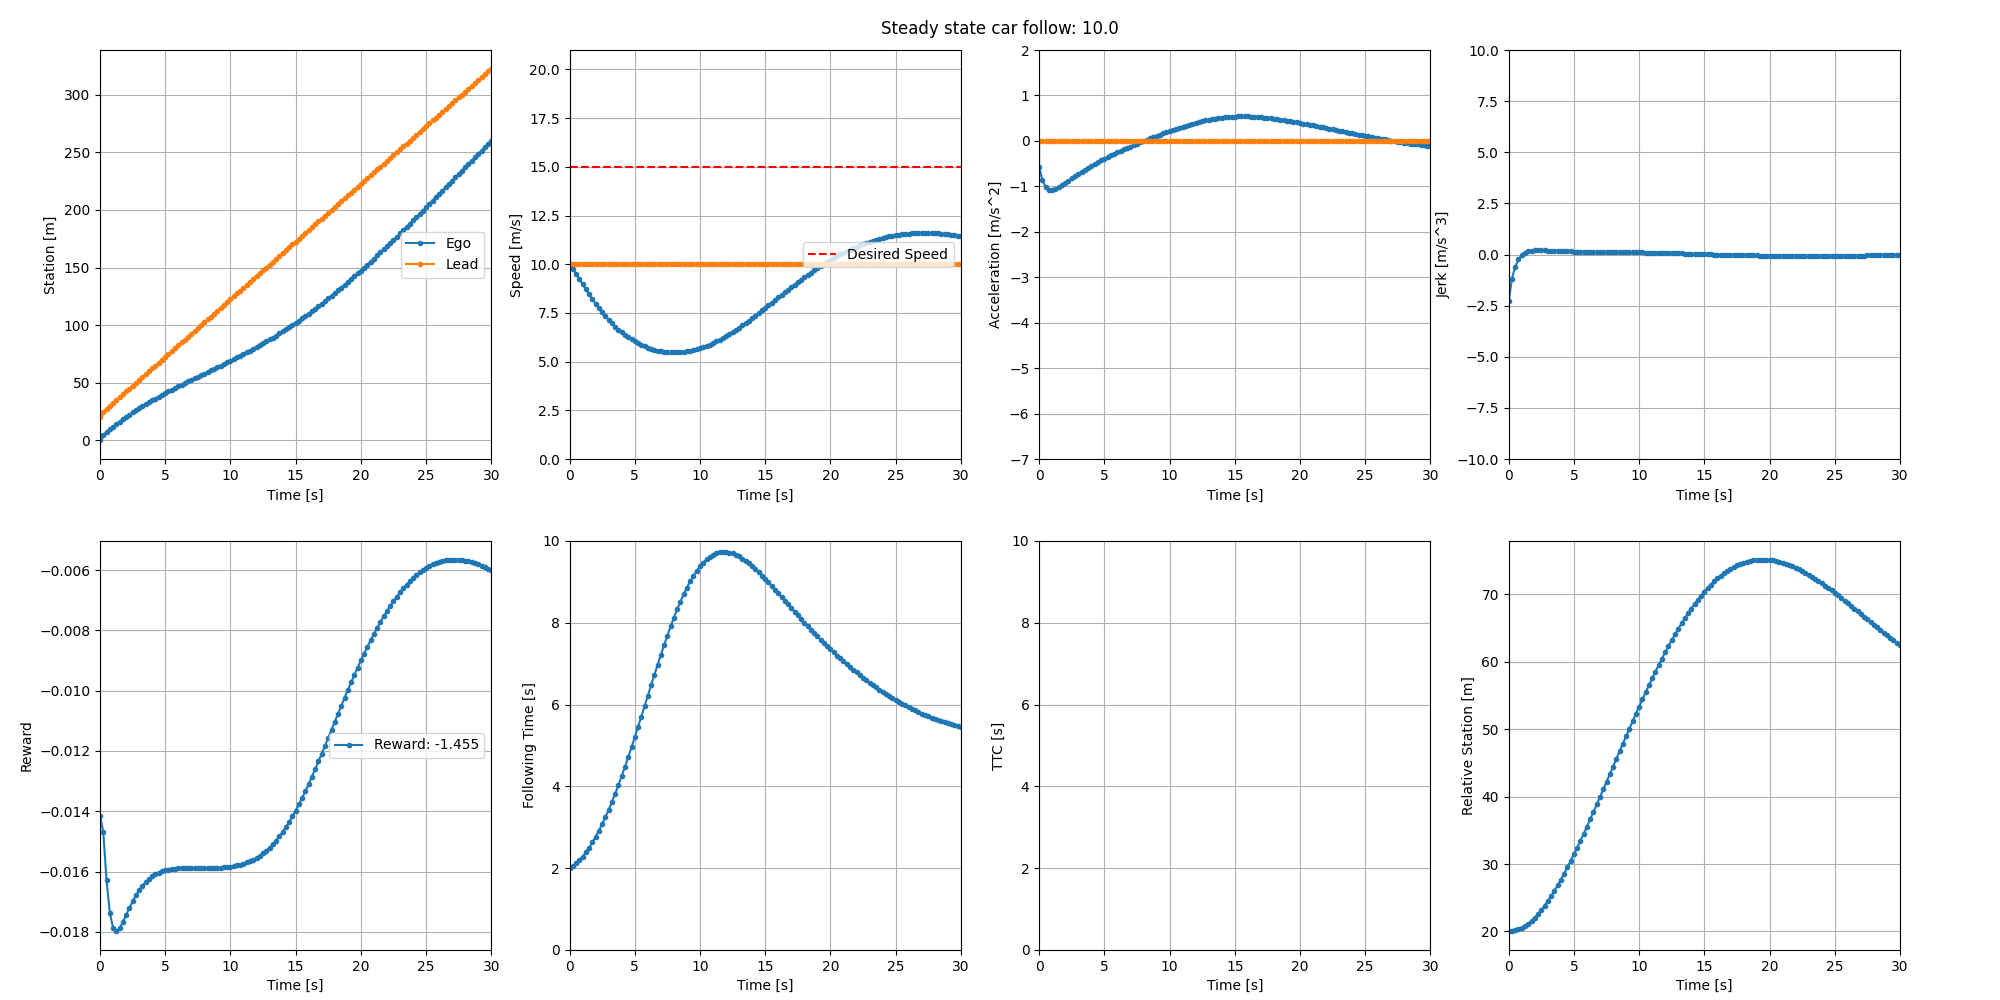 Steady state car follow: 10.0
Station [m]
300
250
200
150
100
50
0
Ego
Lead
0 5 10 15 20 25 30
Time [s]
Speed [m/s]
20.0
17.5
15.0
12.5
10.0
7.5
5.0
2.5
0.0
Desired Speed
0 5 10 15 20 25 30
Time [s]
Acceleration [m/s^2]
2
1
0
−1
−2
−3
−4
−5
−6
−7
0 5 10 15 20 25 30
Time [s]
Jerk [m/s^3]
10.0
7.5
5.0
2.5
0.0
−2.5
−5.0
−7.5
−10.0
0 5 10 15 20 25 30
Time [s]
Reward
−0.006
−0.008
−0.010
−0.012
−0.014
−0.016
−0.018
Reward: -1.455
0 5 10 15 20 25 30
Time [s]
Following Time [s]
10
8
6
4
2
0
0 5 10 15 20 25 30
Time [s]
TTC [s]
10
8
6
4
2
0
0 5 10 15 20 25 30
Time [s]
Relative Station [m]
70
60
50
40
30
20
0 5 10 15 20 25 30
Time [s]